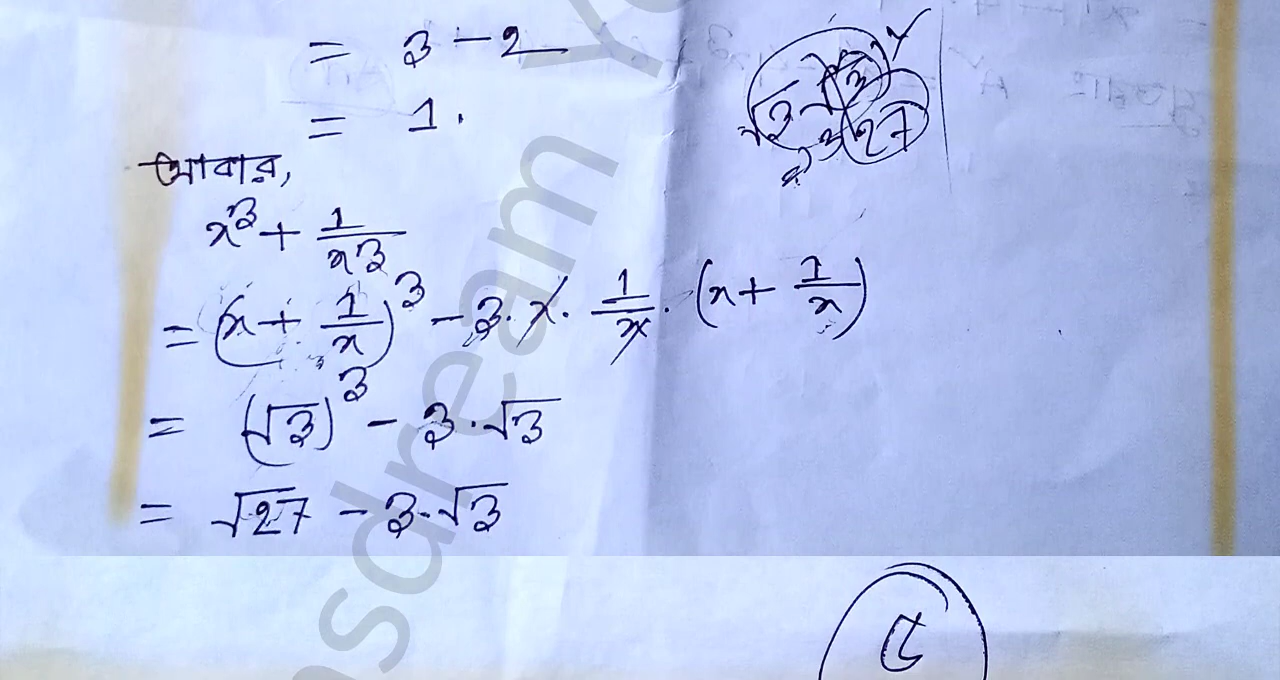 = 3 - 2
= 1.
আবার,
x³ + 1/x³
= (x + 1/x)³ - 3·x·1/x·(x + 1/x)
= (√3)³ - 3·√3
= √27 - 3·√3